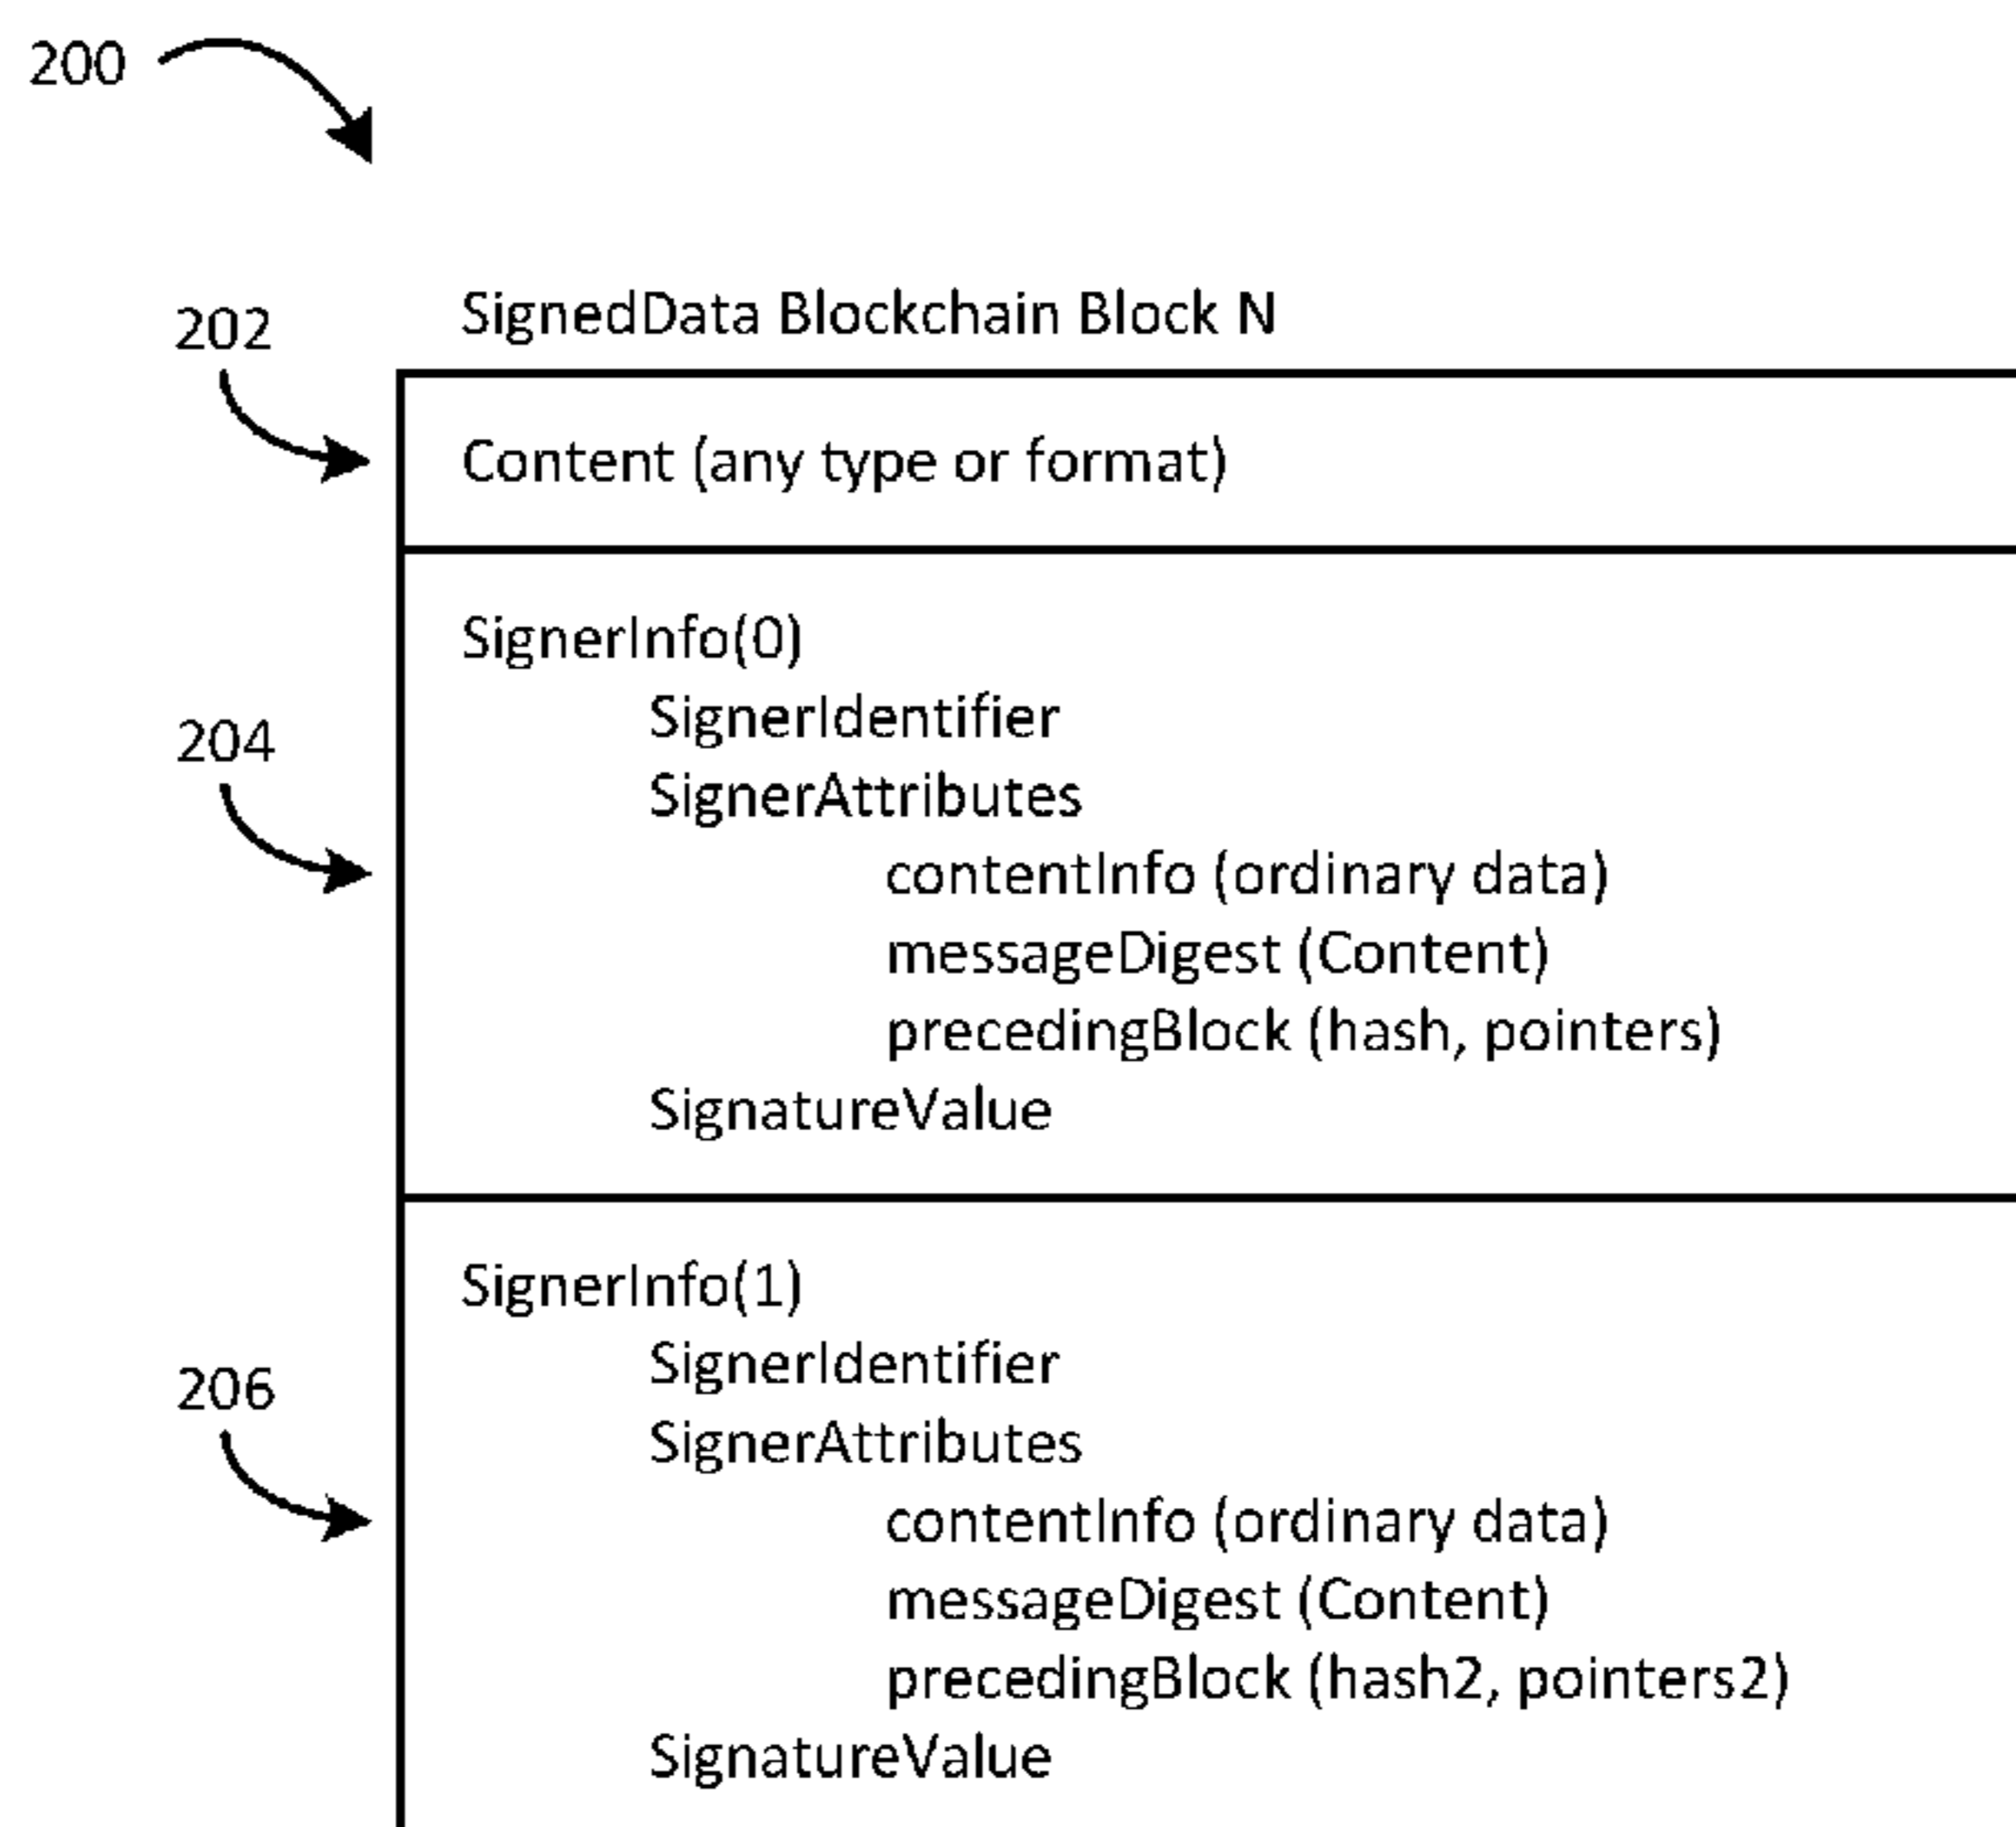 200
SignedData Blockchain Block N
202
Content (any type or format)
SignerInfo(0)
SignerIdentifier
204
SignerAttributes
contentInfo (ordinary data)
messageDigest (Content)
precedingBlock (hash, pointers)
SignatureValue
SignerInfo(1)
SignerIdentifier
206
SignerAttributes
contentInfo (ordinary data)
messageDigest (Content)
precedingBlock (hash2, pointers2)
SignatureValue